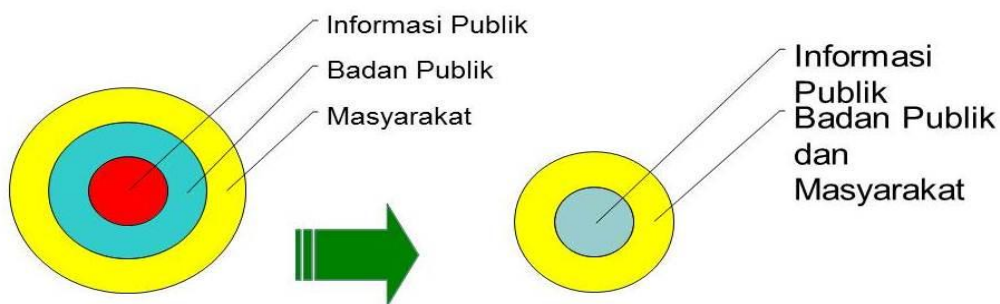 Informasi Publik
Badan Publik
Masyarakat
Informasi
Publik
Badan Publik
dan
Masyarakat